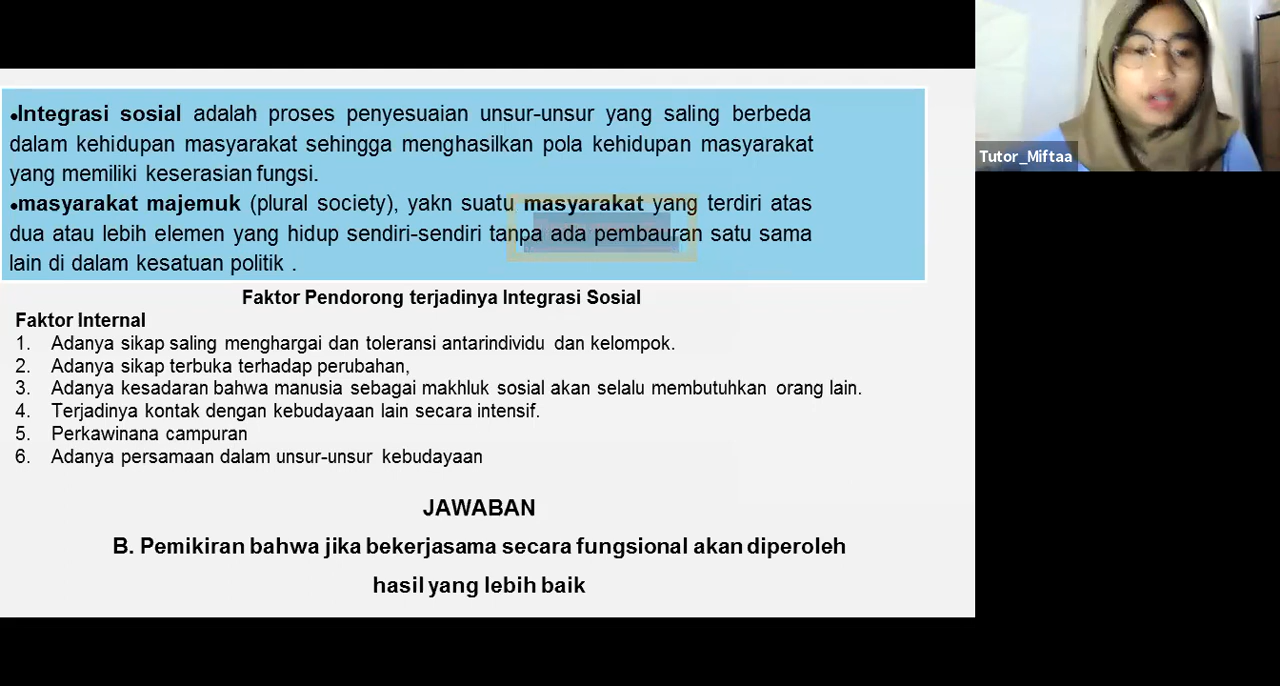 •Integrasi sosial adalah proses penyesuaian unsur-unsur yang saling berbeda
dalam kehidupan masyarakat sehingga menghasilkan pola kehidupan masyarakat
yang memiliki keserasian fungsi.
•masyarakat majemuk (plural society), yakn suatu masyarakat yang terdiri atas
dua atau lebih elemen yang hidup sendiri-sendiri tanpa ada pembauran satu sama
lain di dalam kesatuan politik .
Faktor Pendorong terjadinya Integrasi Sosial
Faktor Internal
1. Adanya sikap saling menghargai dan toleransi antarindividu dan kelompok.
2. Adanya sikap terbuka terhadap perubahan,
3. Adanya kesadaran bahwa manusia sebagai makhluk sosial akan selalu membutuhkan orang lain.
4. Terjadinya kontak dengan kebudayaan lain secara intensif.
5. Perkawinana campuran
6. Adanya persamaan dalam unsur-unsur kebudayaan
JAWABAN
B. Pemikiran bahwa jika bekerjasama secara fungsional akan diperoleh
hasil yang lebih baik
Tutor_Miftaa